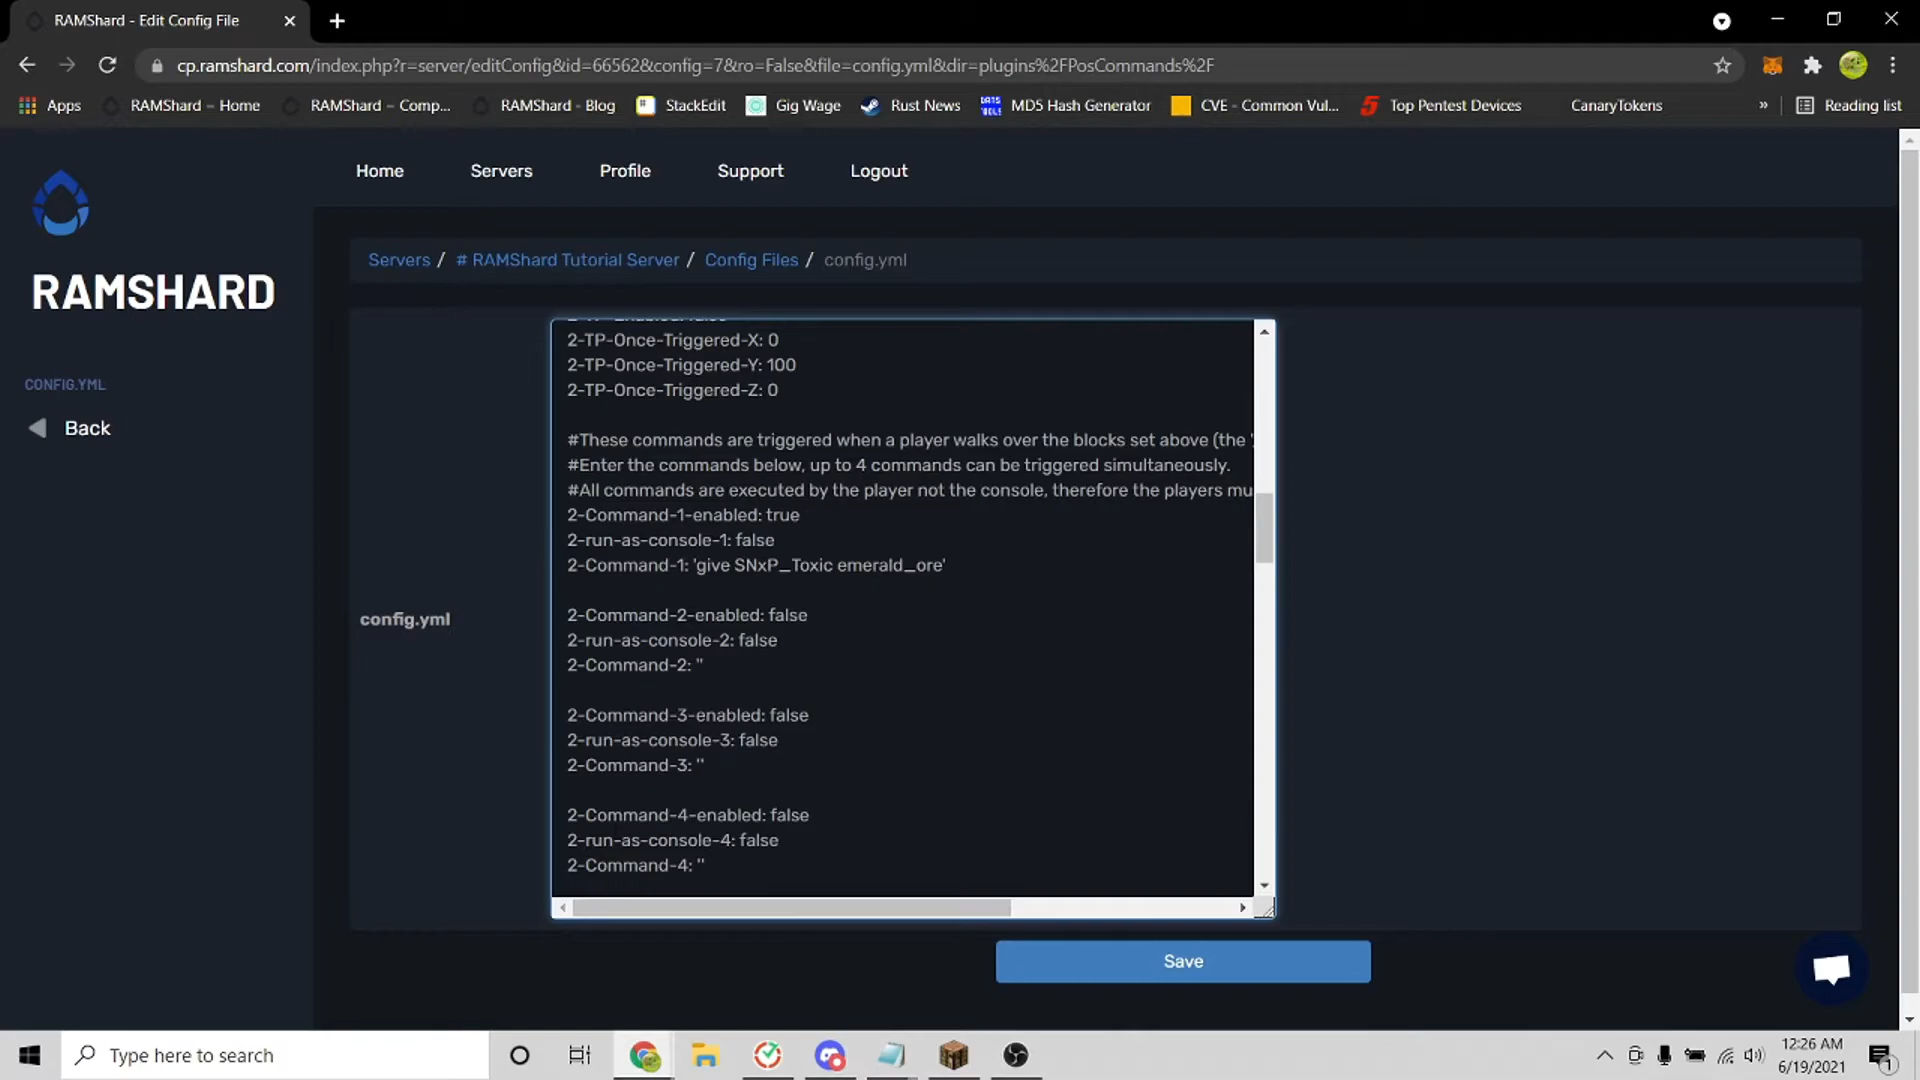 RAMShard - Edit Config File
cp.ramshard.com/index.php?r=server/editConfig&id=66562&config=7&ro=False&file=config.yml&dir=plugins%2FPosCommands%2F
Apps RAMShard – Home RAMShard – Comp... RAMShard - Blog StackEdit Gig Wage Rust News MD5 Hash Generator CVE - Common Vul... Top Pentest Devices CanaryTokens » Reading list
Home Servers Profile Support Logout
RAMSHARD
Servers / # RAMShard Tutorial Server / Config Files / config.yml
CONFIG.YML
Back
config.yml
2-TP-Once-Triggered-X: 0
2-TP-Once-Triggered-Y: 100
2-TP-Once-Triggered-Z: 0
#These commands are triggered when a player walks over the blocks set above (the
#Enter the commands below, up to 4 commands can be triggered simultaneously.
#All commands are executed by the player not the console, therefore the players mu
2-Command-1-enabled: true
2-run-as-console-1: false
2-Command-1: 'give SNxP_Toxic emerald_ore'
2-Command-2-enabled: false
2-run-as-console-2: false
2-Command-2: ''
2-Command-3-enabled: false
2-run-as-console-3: false
2-Command-3: ''
2-Command-4-enabled: false
2-run-as-console-4: false
2-Command-4: ''
Save
Type here to search
12:26 AM
6/19/2021
1